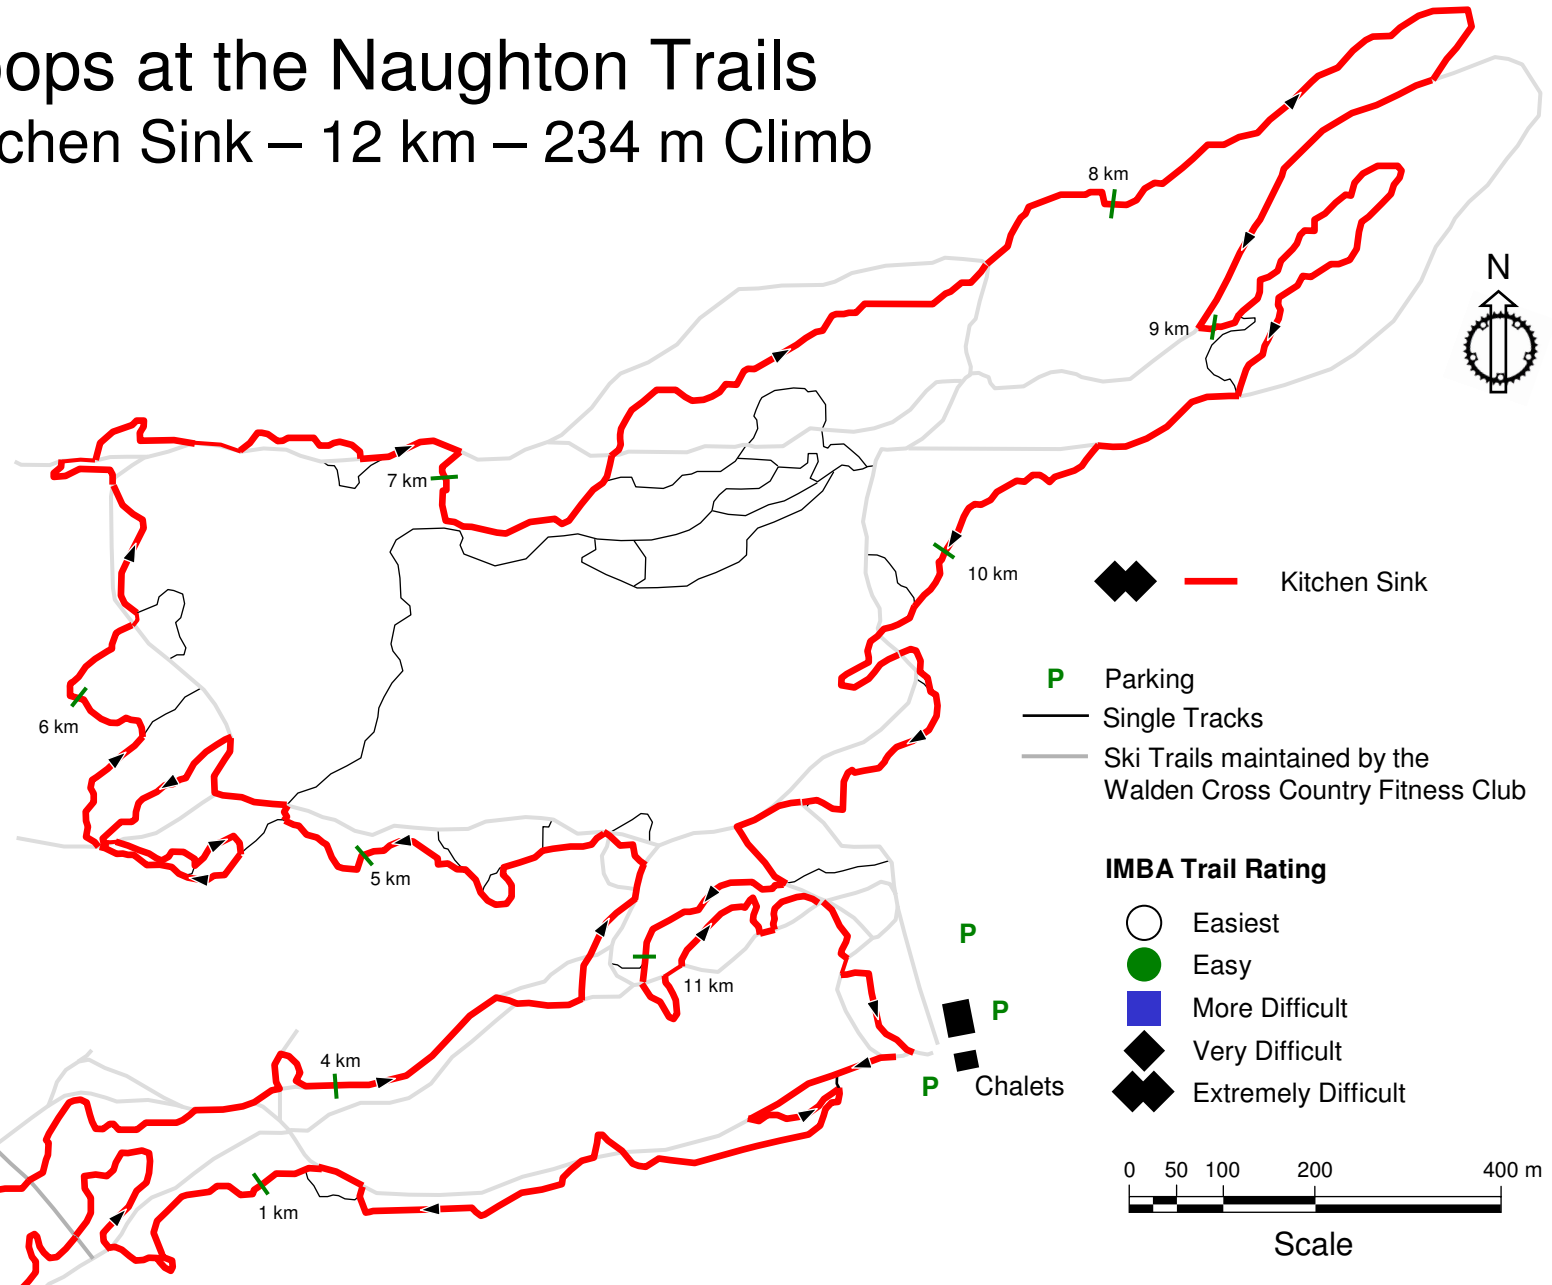 oops at the Naughton Trails
tchen Sink – 12 km – 234 m Climb
8 km
N
9 km
7 km
10 km
Kitchen Sink
P Parking
Single Tracks
6 km
Ski Trails maintained by the
Walden Cross Country Fitness Club
5 km
IMBA Trail Rating
Easiest
P
Easy
11 km
P
More Difficult
4 km
Very Difficult
P
Chalets
Extremely Difficult
0 50 100 200 400 m
1 km
Scale